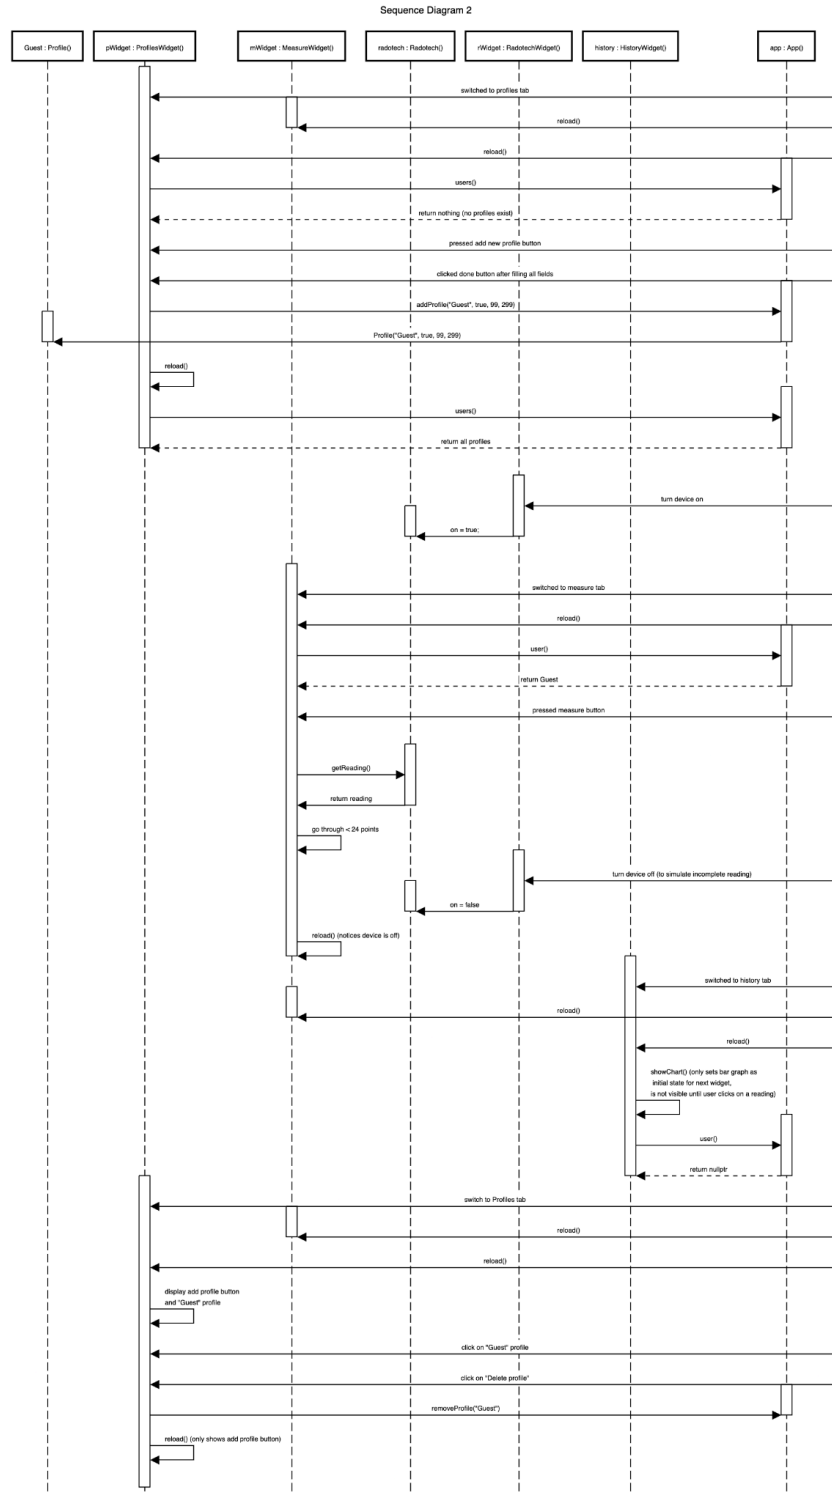 Sequence Diagram 2
Guest : Profile()
pWidget : ProfilesWidget()
mWidget : MeasureWidget()
radotech : Radotech()
rWidget : RadotechWidget()
history : HistoryWidget()
app : App()
switched to profiles tab
reload()
reload()
users()
return nothing (no profiles exist)
pressed add new profile button
clicked done button after filling all fields
addProfile("Guest", true, 99, 299)
Profile("Guest", true, 99, 299)
reload()
users()
return all profiles
turn device on
on = true;
switched to measure tab
reload()
user()
return Guest
pressed measure button
getReading()
return reading
go through < 24 points
turn device off (to simulate incomplete reading)
on = false
reload() (notices device is off)
switched to history tab
reload()
reload()
showChart() (only sets bar graph as
initial state for next widget,
is not visible until user clicks on a reading)
user()
return nullptr
switch to Profiles tab
reload()
reload()
display add profile button
and "Guest" profile
click on "Guest" profile
click on "Delete profile"
removeProfile("Guest")
reload() (only shows add profile button)